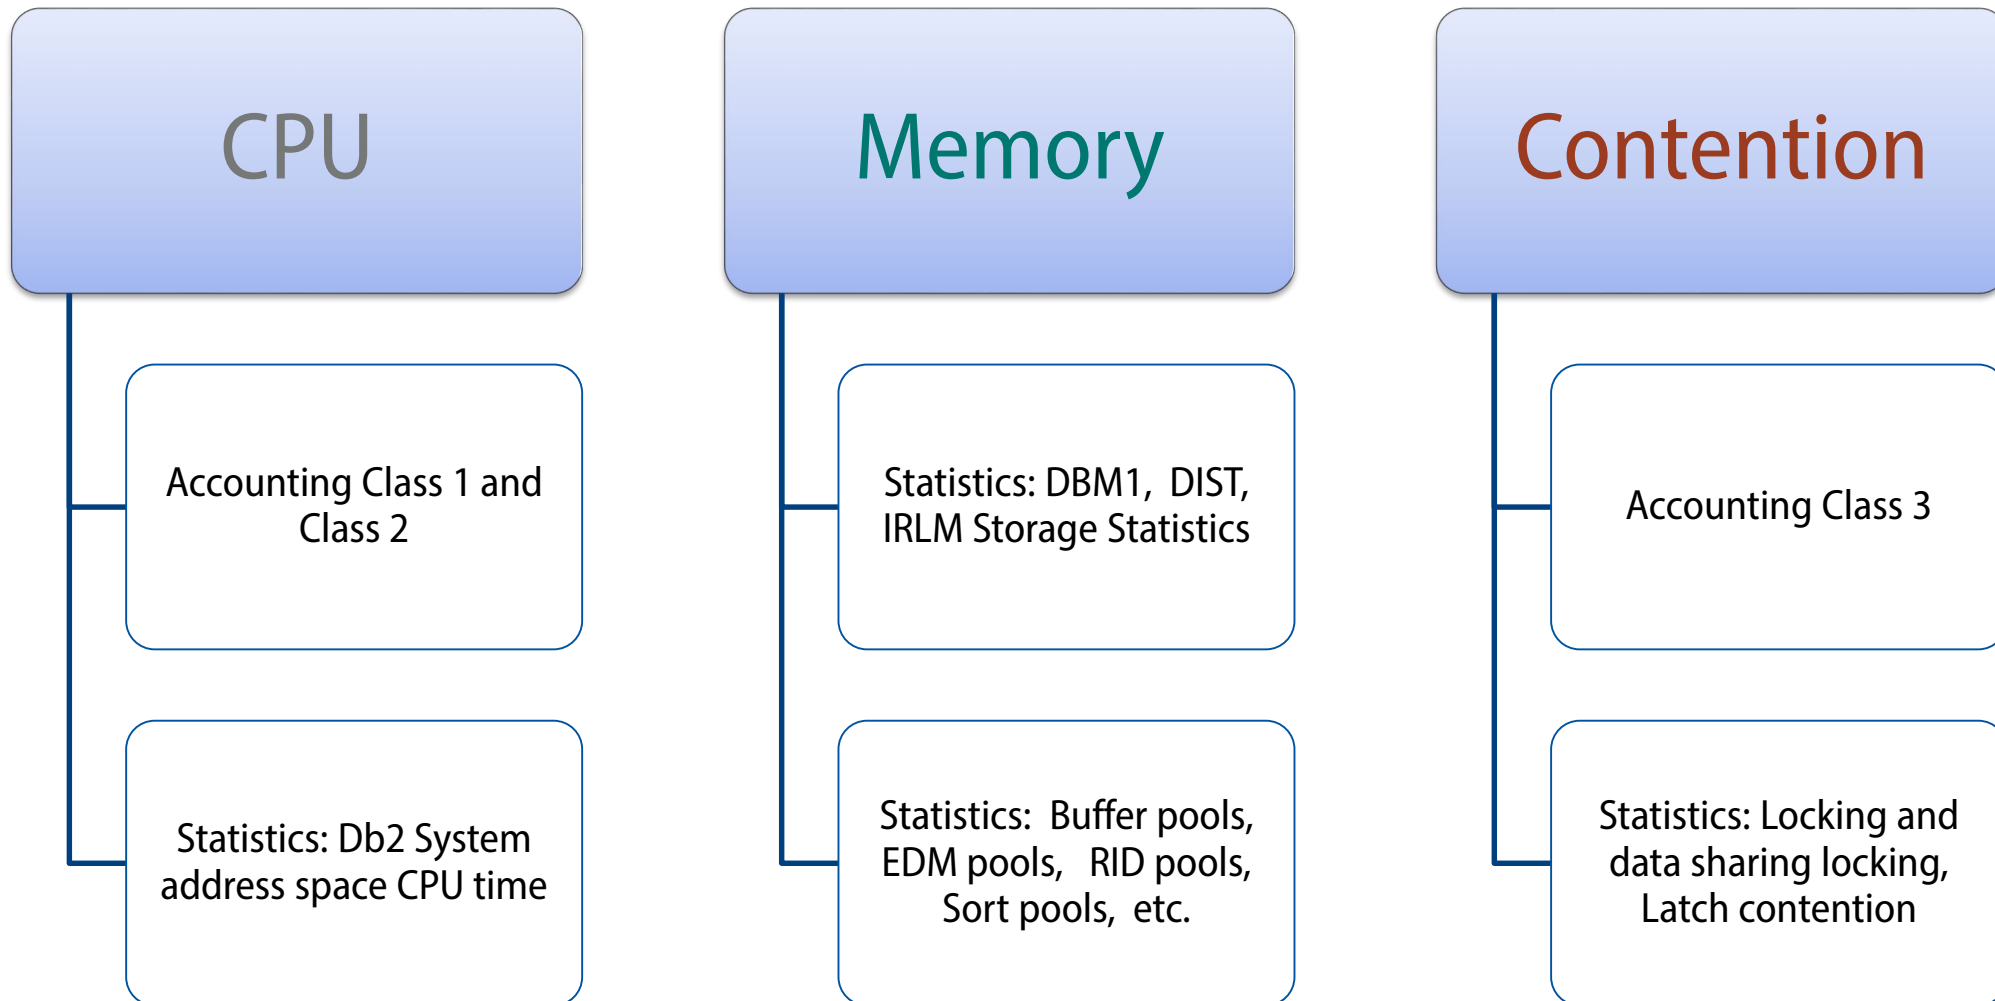 CPU
Accounting Class 1 and
Class 2
Statistics: Db2 System
address space CPU time
Memory
Statistics: DBM1, DIST,
IRLM Storage Statistics
Statistics: Buffer pools,
EDM pools, RID pools,
Sort pools, etc.
Contention
Accounting Class 3
Statistics: Locking and
data sharing locking,
Latch contention